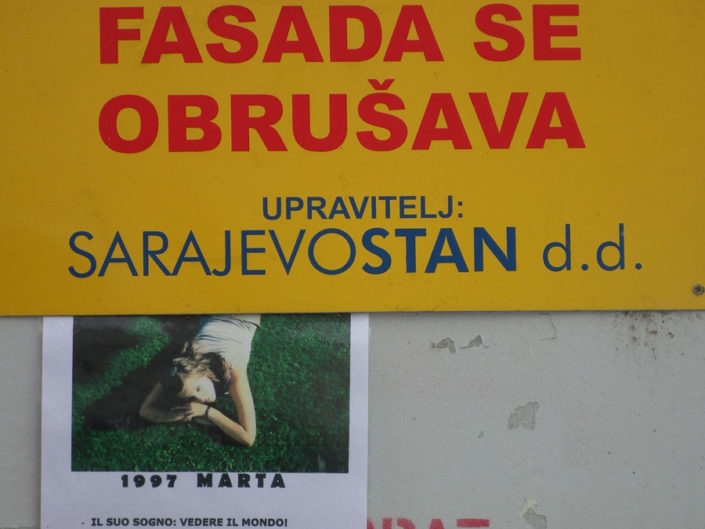 FASADA SE
OBRUŠAVA
UPRAVITELJ:
SARAJEVOSTAN d.d.
1997 MARTA
- IL SUO SOGNO: VEDERE IL MONDO!